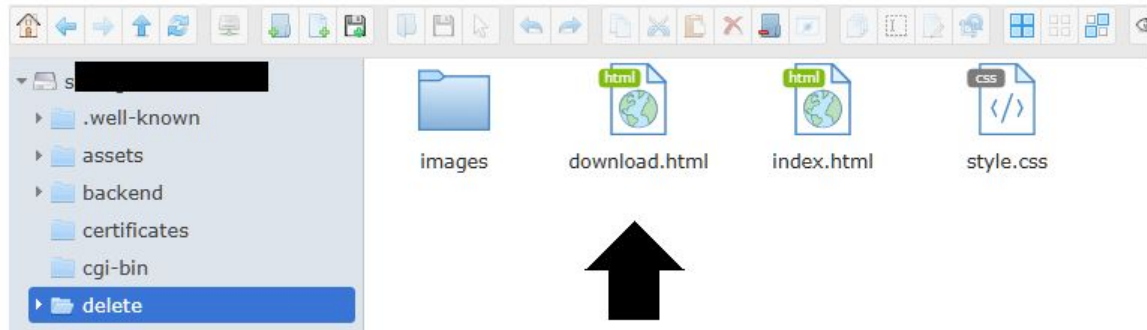 html
html
css
</>
s
.well-known
assets
backend
certificates
cgi-bin
delete
images
download.html
index.html
style.css